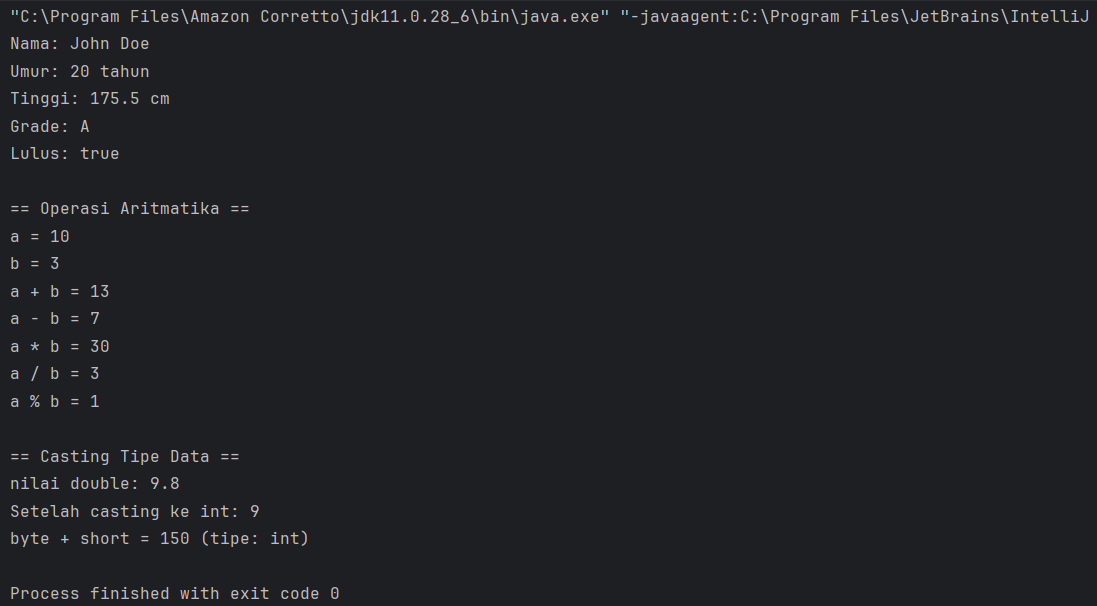 "C:\Program Files\Amazon Corretto\jdk11.0.28_6\bin\java.exe" "-javaagent:C:\Program Files\JetBrains\IntelliJ
Nama: John Doe
Umur: 20 tahun
Tinggi: 175.5 cm
Grade: A
Lulus: true
== Operasi Aritmatika ==
a = 10
b = 3
a + b = 13
a - b = 7
a * b = 30
a / b = 3
a % b = 1
== Casting Tipe Data ==
nilai double: 9.8
Setelah casting ke int: 9
byte + short = 150 (tipe: int)
Process finished with exit code 0